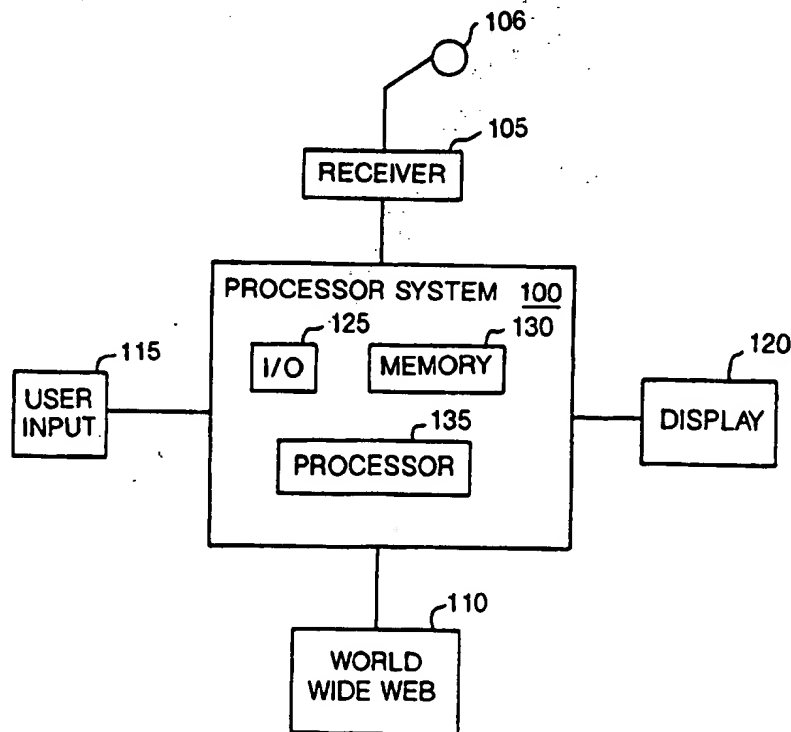 106
105
RECEIVER
PROCESSOR SYSTEM 100
125
130
I/O
MEMORY
115
USER
INPUT
120
DISPLAY
135
PROCESSOR
110
WORLD
WIDE WEB